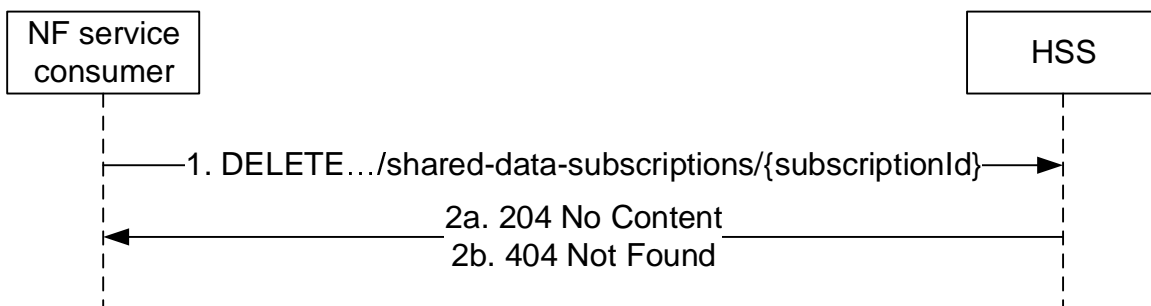 NF service
consumer
HSS
1. DELETE…/shared-data-subscriptions/{subscriptionId}
2a. 204 No Content
2b. 404 Not Found